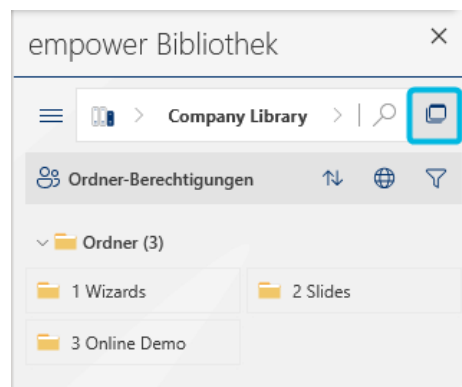 empower Bibliothek
Company Library
Ordner-Berechtigungen
Ordner (3)
1 Wizards
2 Slides
3 Online Demo